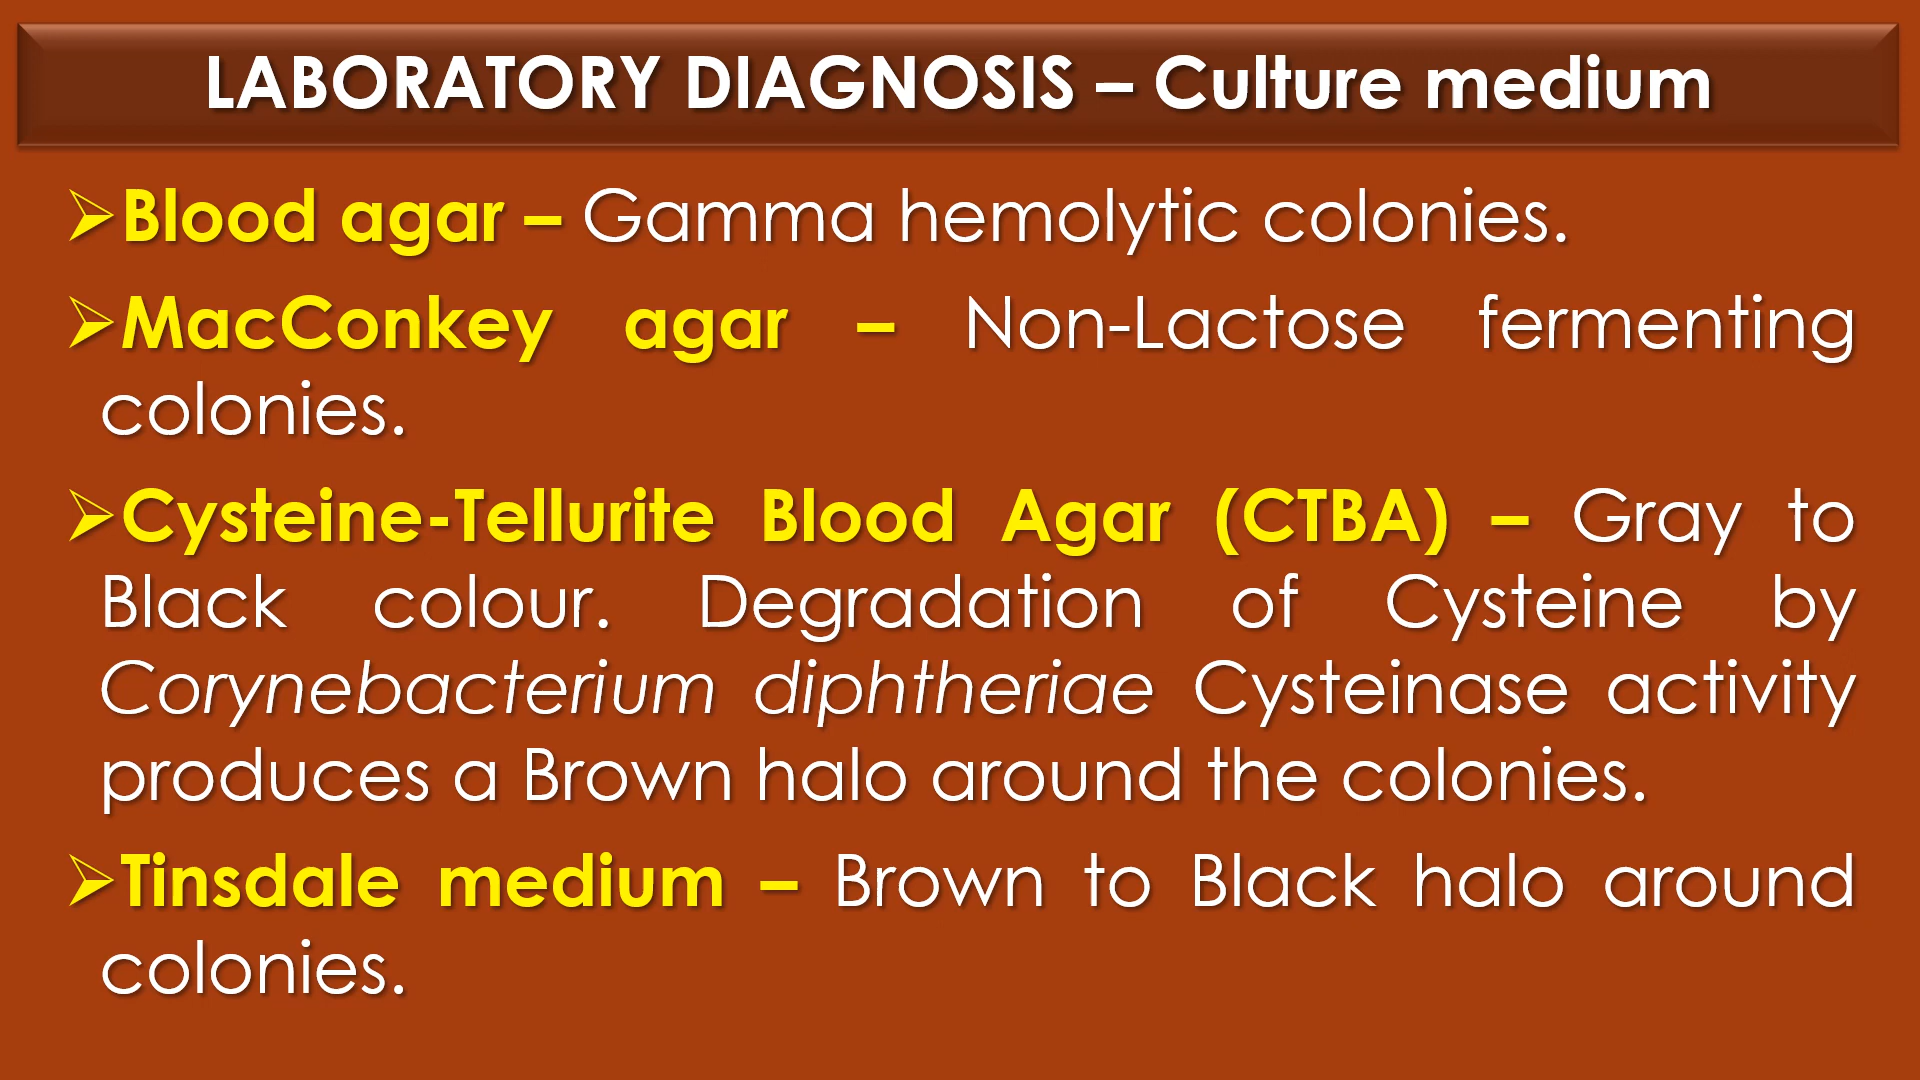 LABORATORY DIAGNOSIS – Culture medium
➢Blood agar – Gamma hemolytic colonies.
➢MacConkey agar – Non-Lactose fermenting
colonies.
➢Cysteine-Tellurite Blood Agar (CTBA) – Gray to
Black colour. Degradation of Cysteine by
Corynebacterium diphtheriae Cysteinase activity
produces a Brown halo around the colonies.
➢Tinsdale medium – Brown to Black halo around
colonies.